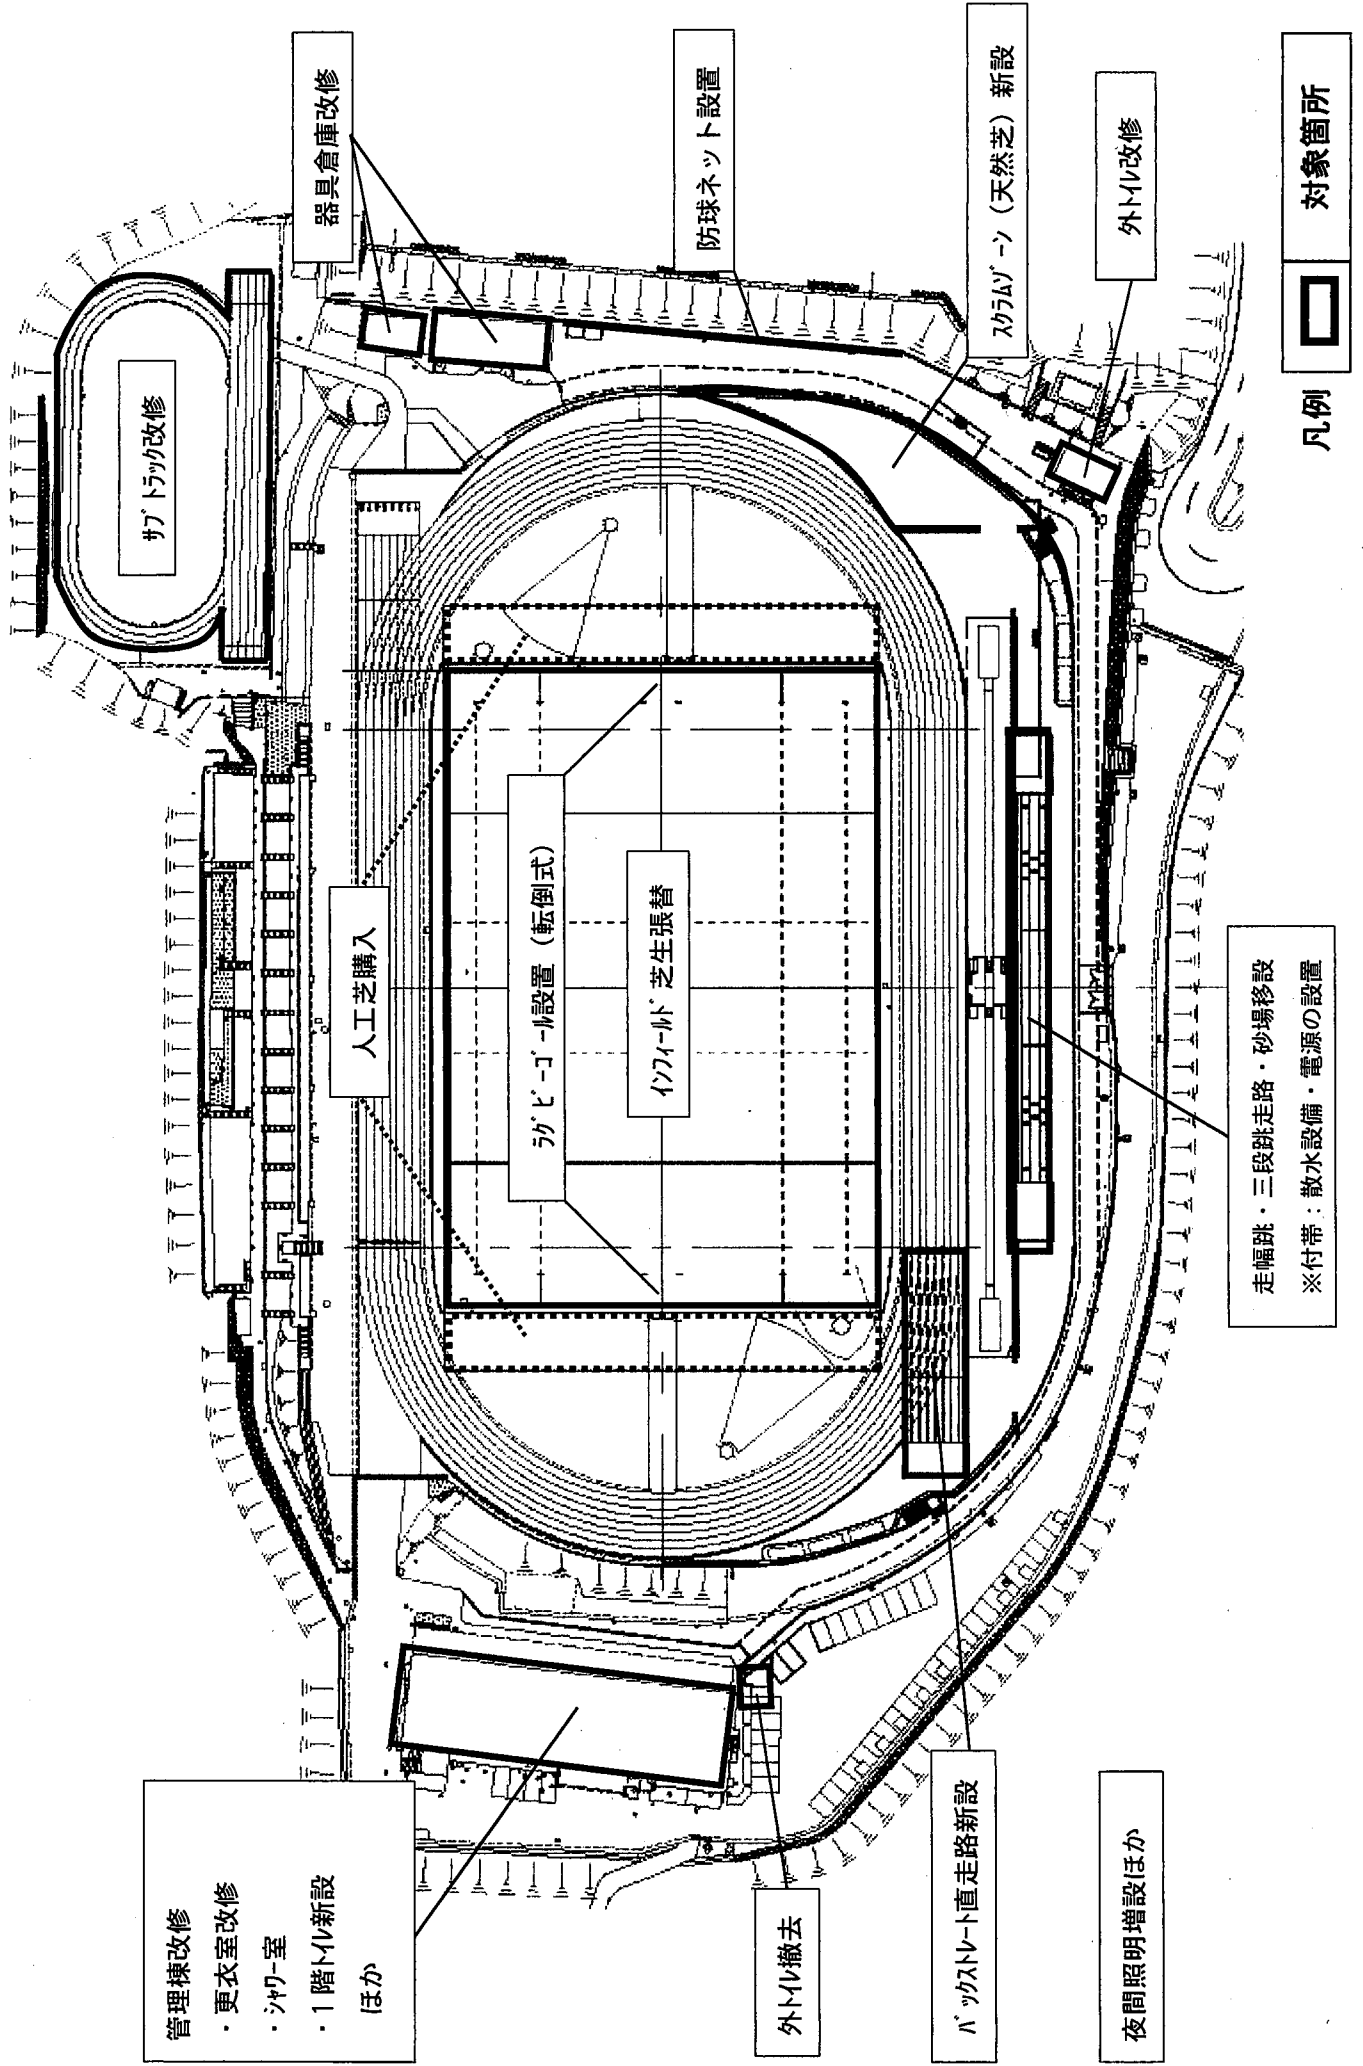 管理棟改修
・更衣室改修
・ｼｬﾜｰ室
・1階ﾄｲﾚ新設
ほか
ｻﾌﾞﾄﾗｯｸ改修
器具倉庫改修
人工芝購入
ﾗｸﾞﾋﾞｰｺﾞｰﾙ設置（転倒式）
ｲﾝﾌｨｰﾙﾄﾞ芝生張替
防球ネット設置
ｽｸﾗﾑｿﾞｰﾝ（天然芝）新設
外ﾄｲﾚ改修
外ﾄｲﾚ撤去
ﾊﾞｯｸｽﾄﾚｰﾄ直走路新設
夜間照明増設ほか
走幅跳・三段跳走路・砂場移設
※付帯：散水設備・電源の設置
凡例
対象箇所